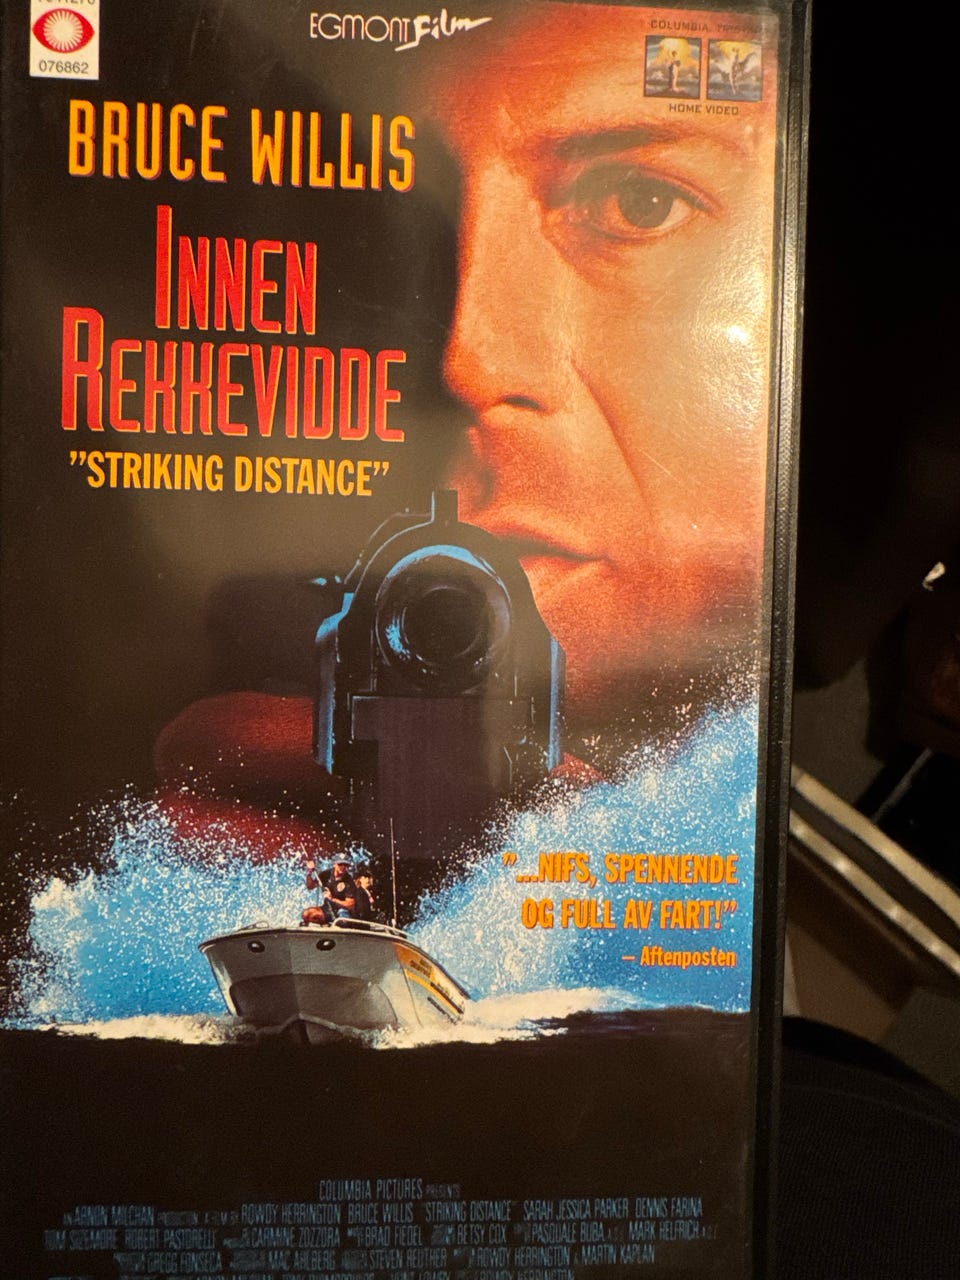 076862
EGMONT Film
COLUMBIA TRISTAR
HOME VIDEO
BRUCE WILLIS
INNEN
REKKEVIDDE
”STRIKING DISTANCE”
”...NIFS, SPENNENDE
OG FULL AV FART!”
– Aftenposten
COLUMBIA PICTURES PRESENTS
AN ARNON MILCHAN PRODUCTION A FILM BY ROWDY HERRINGTON BRUCE WILLIS "STRIKING DISTANCE" SARAH JESSICA PARKER DENNIS FARINA
TOM SIZEMORE ROBERT PASTORELLI CARMINE ZOZZORA BRAD FIEDEL BETSY COX PASQUALE BUBA A.C.E. MARK HELFRICH A.C.E.
GREGG FONSECA MAC AHLBERG STEVEN REUTHER ROWDY HERRINGTON & MARTIN KAPLAN
ROWDY HERRINGTON